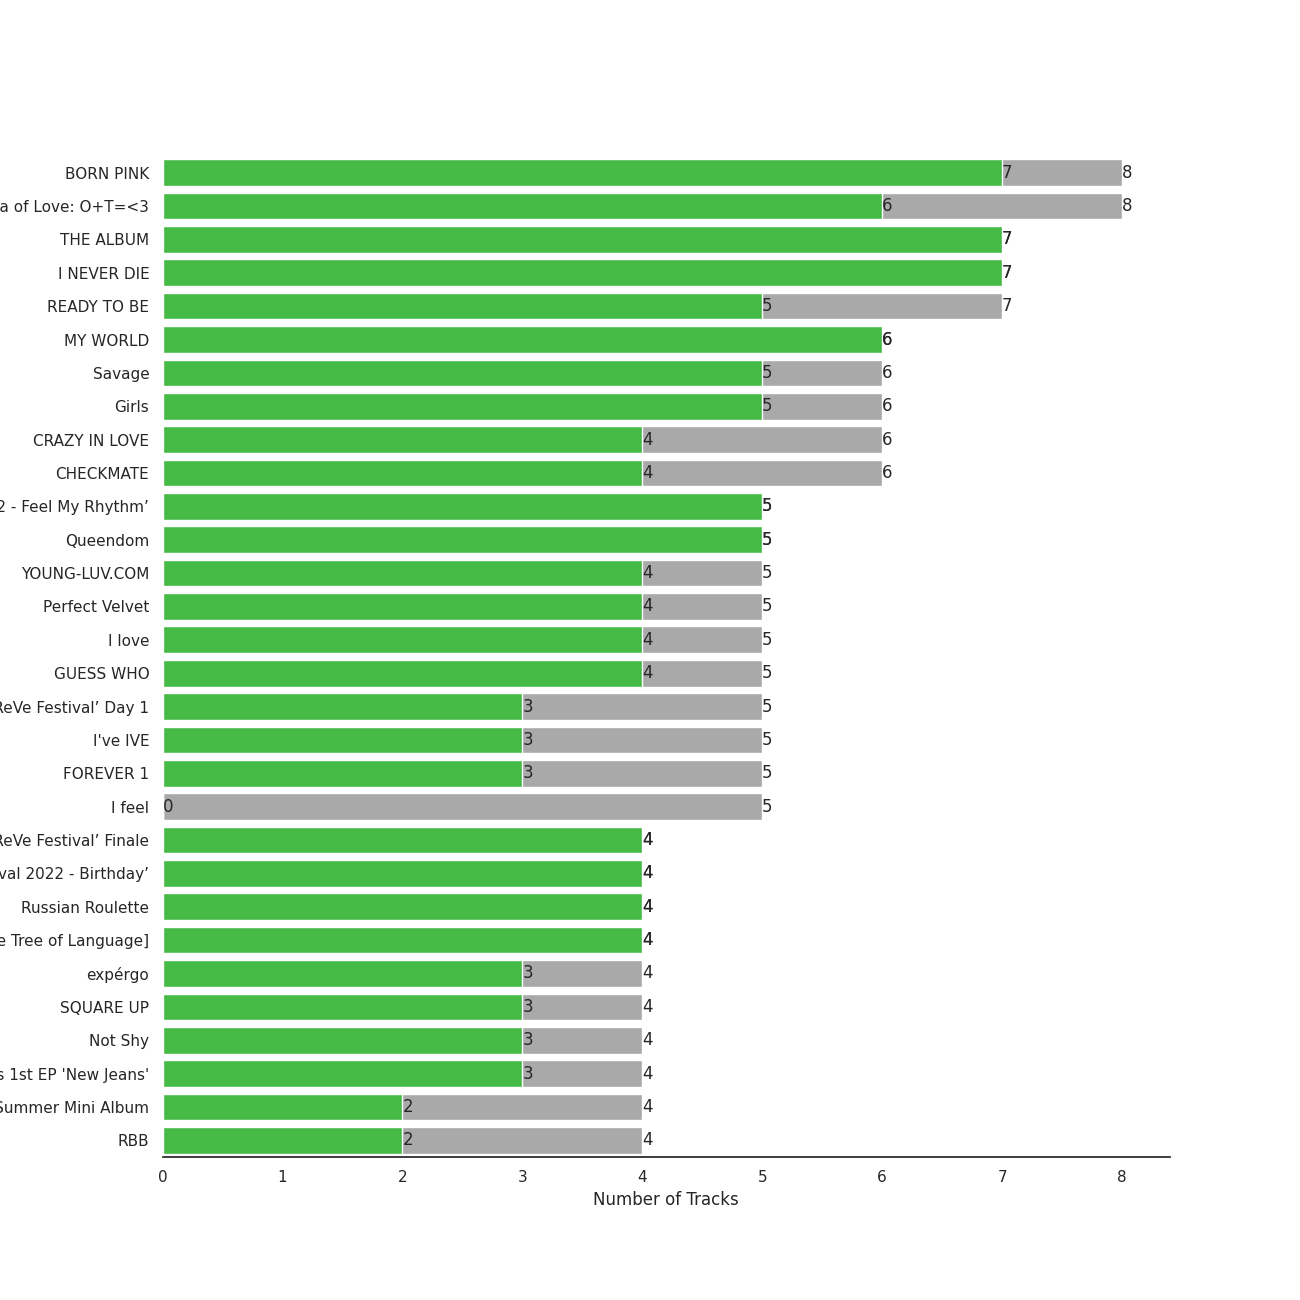 BORN PINK 7 8
a of Love: O+T=<3 6 8
THE ALBUM 7
I NEVER DIE 7
READY TO BE 5 7
MY WORLD 6
Savage 5 6
Girls 5 6
CRAZY IN LOVE 4 6
CHECKMATE 4 6
2 - Feel My Rhythm’ 5
Queendom 5
YOUNG-LUV.COM 4 5
Perfect Velvet 4 5
I love 4 5
GUESS WHO 4 5
ReVe Festival’ Day 1 3 5
I've IVE 3 5
FOREVER 1 3 5
I feel 0 5
ReVe Festival’ Finale 4
val 2022 - Birthday’ 4
Russian Roulette 4
e Tree of Language] 4
expérgo 3 4
SQUARE UP 3 4
Not Shy 3 4
s 1st EP 'New Jeans' 3 4
Summer Mini Album 2 4
RBB 2 4
0 1 2 3 4 5 6 7 8
Number of Tracks